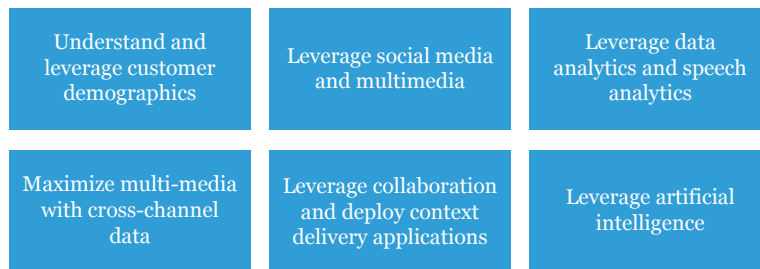 Understand and
leverage customer
demographics
Leverage social media
and multimedia
Leverage data
analytics and speech
analytics
Maximize multi-media
with cross-channel
data
Leverage collaboration
and deploy context
delivery applications
Leverage artificial
intelligence